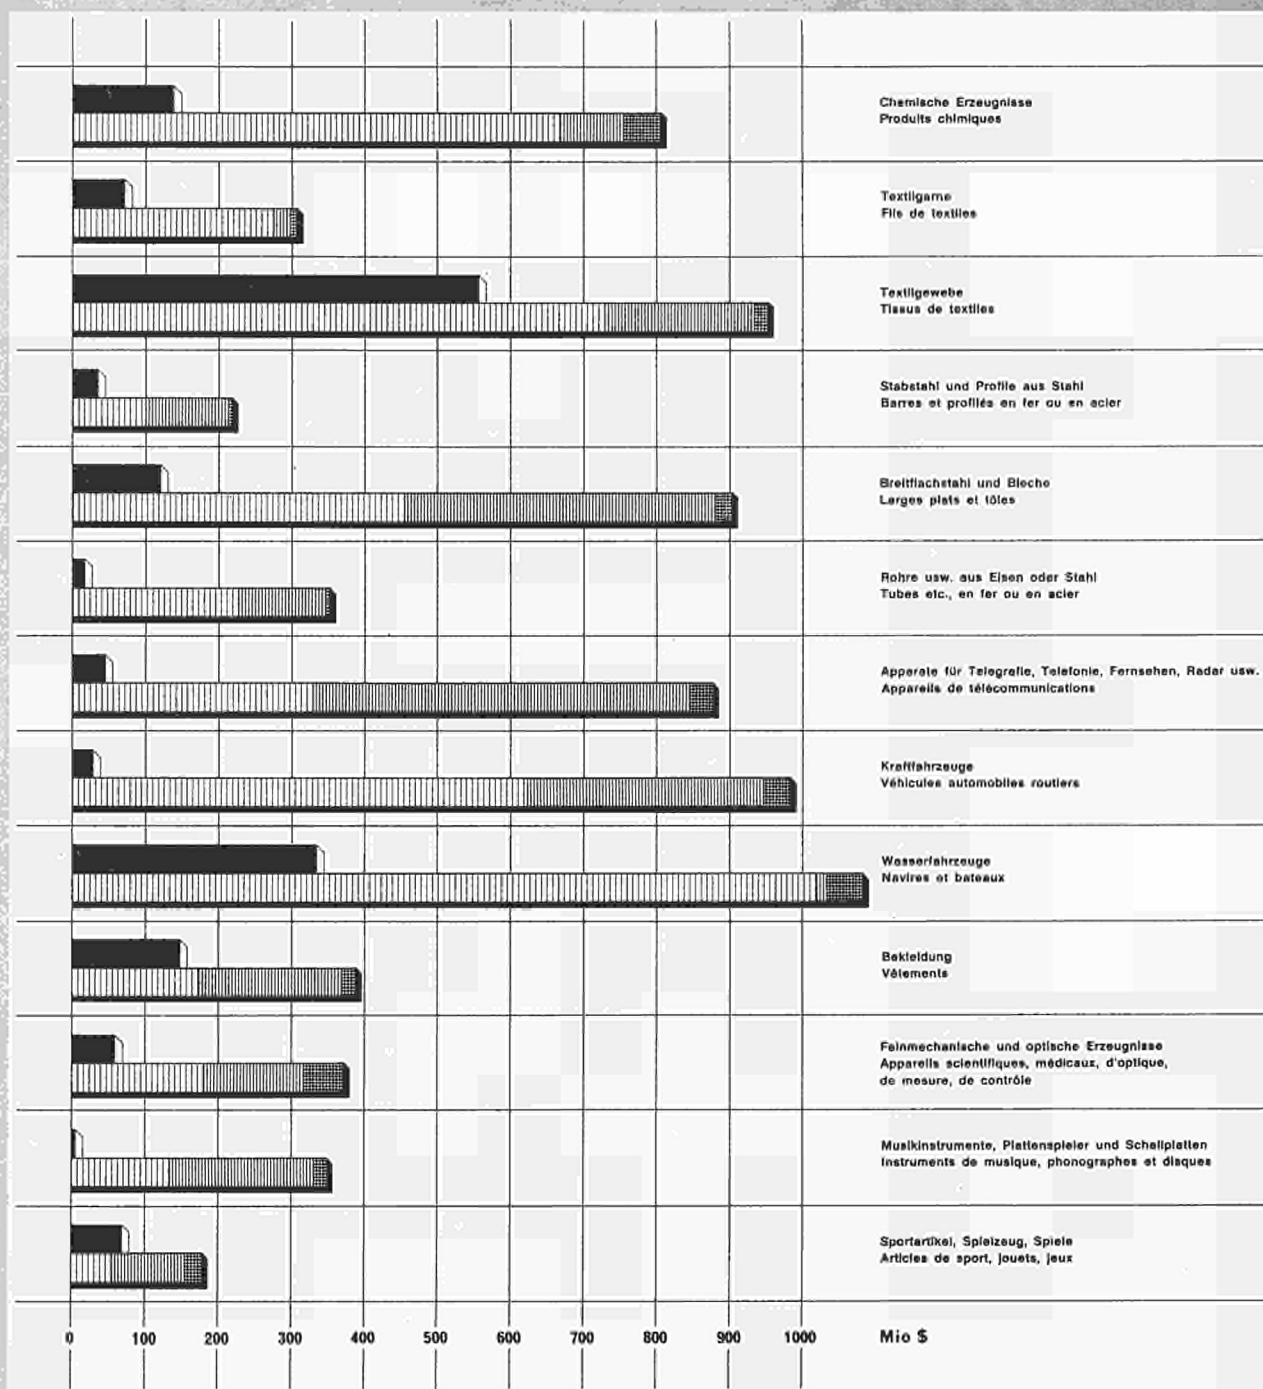 Chemische Erzeugnisse
Produits chimiques
Textilgarne
Fils de textiles
Textilgewebe
Tissus de textiles
Stabstahl und Profile aus Stahl
Barres et profilés en fer ou en acier
Breitflachstahl und Bleche
Larges plats et tôles
Rohre usw. aus Eisen oder Stahl
Tubes etc., en fer ou en acier
Apparate für Telegrafie, Telefonie, Fernsehen, Radar usw.
Appareils de télécommunications
Kraftfahrzeuge
Véhicules automobiles routiers
Wasserfahrzeuge
Navires et bateaux
Bekleidung
Vêtements
Feinmechanische und optische Erzeugnisse
Appareils scientifiques, médicaux, d'optique,
de mesure, de contrôle
Musikinstrumente, Plattenspieler und Schallplatten
Instruments de musique, phonographes et disques
Sportartikel, Spielzeug, Spiele
Articles de sport, jouets, jeux
0 100 200 300 400 500 600 700 800 900 1000 Mio $